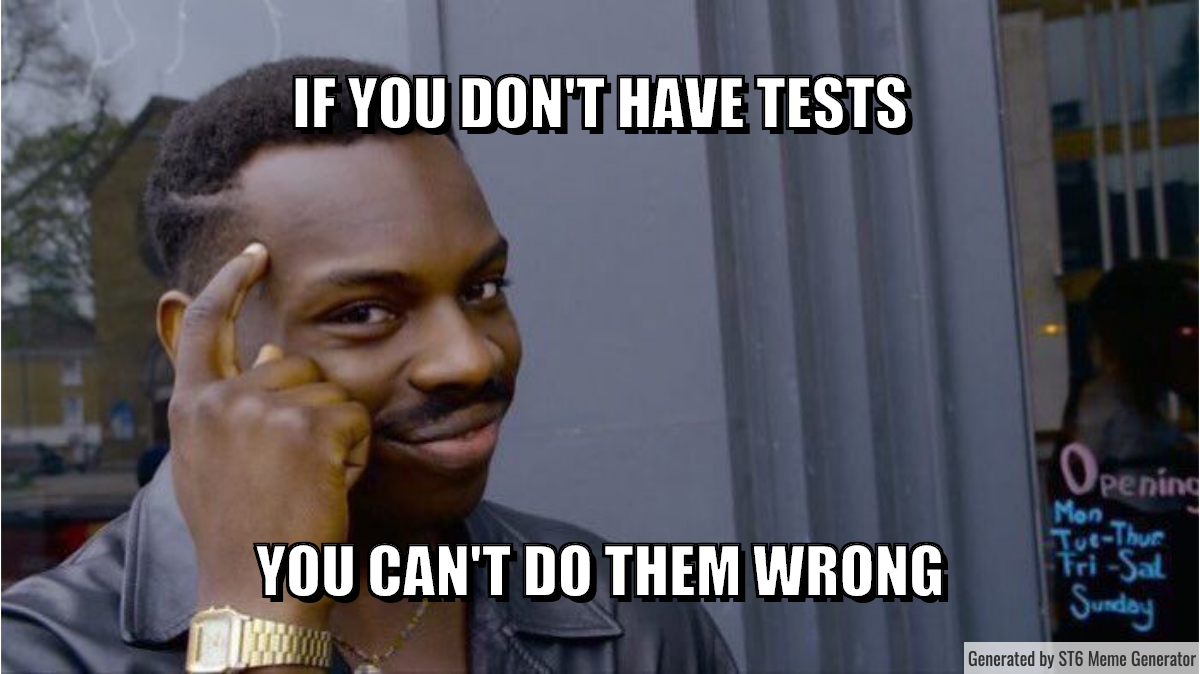 IF YOU DON'T HAVE TESTS
YOU CAN'T DO THEM WRONG
Opening
Mon
Tue-Thur
Fri-Sat
Sunday
Generated by ST6 Meme Generator